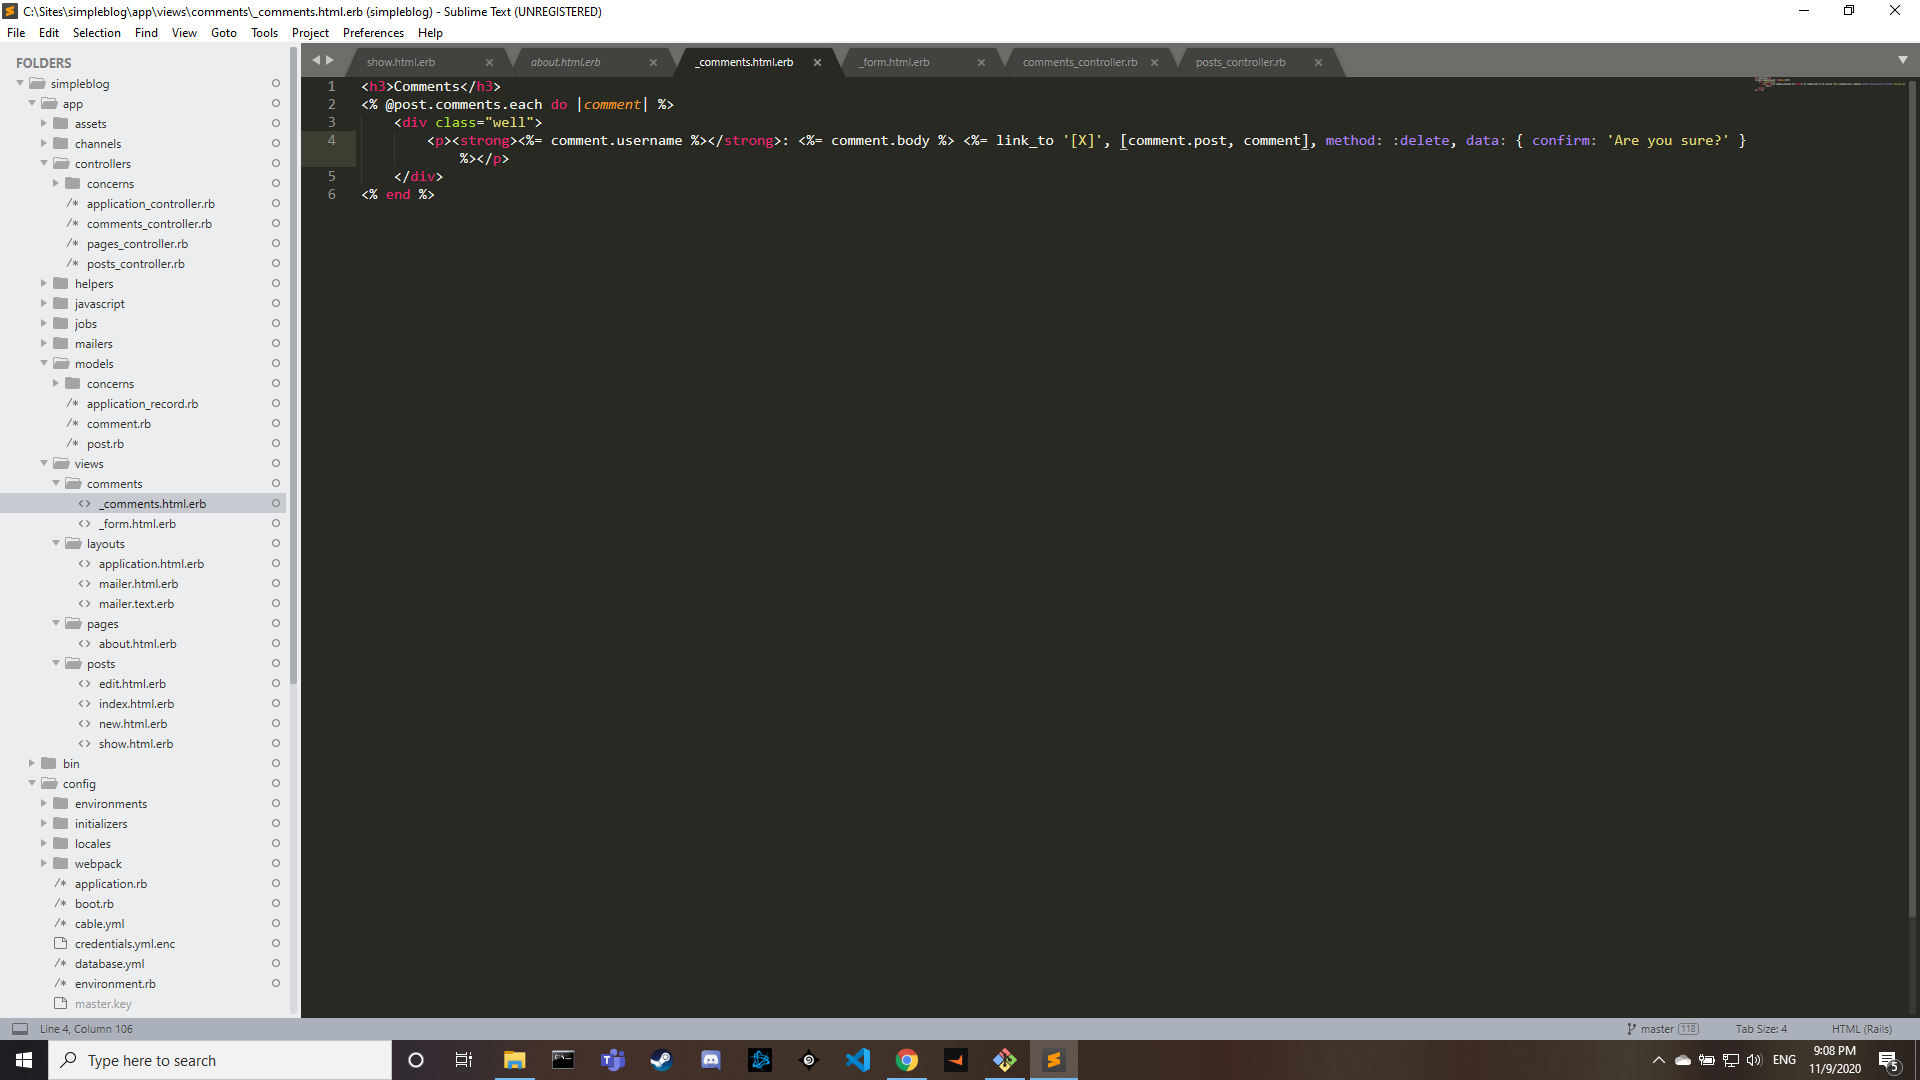 C:\Sites\simpleblog\app\views\comments\_comments.html.erb (simpleblog) - Sublime Text (UNREGISTERED)
File Edit Selection Find View Goto Tools Project Preferences Help
FOLDERS
simpleblog
app
assets
channels
controllers
concerns
/* application_controller.rb
/* comments_controller.rb
/* pages_controller.rb
/* posts_controller.rb
helpers
javascript
jobs
mailers
models
concerns
/* application_record.rb
/* comment.rb
/* post.rb
views
comments
<> _comments.html.erb
<> _form.html.erb
layouts
<> application.html.erb
<> mailer.html.erb
<> mailer.text.erb
pages
<> about.html.erb
posts
<> edit.html.erb
<> index.html.erb
<> new.html.erb
<> show.html.erb
bin
config
environments
initializers
locales
webpack
/* application.rb
/* boot.rb
/* cable.yml
credentials.yml.enc
/* database.yml
/* environment.rb
master.key
show.html.erb about.html.erb _comments.html.erb _form.html.erb comments_controller.rb posts_controller.rb
1 <h3>Comments</h3>
2 <% @post.comments.each do |comment| %>
3 <div class="well">
4 <p><strong><%= comment.username %></strong>: <%= comment.body %> <%= link_to '[X]', [comment.post, comment], method: :delete, data: { confirm: 'Are you sure?' }
%></p>
5 </div>
6 <% end %>
Line 4, Column 106 master 118 Tab Size: 4 HTML (Rails)
Type here to search
ENG
9:08 PM
11/9/2020
5